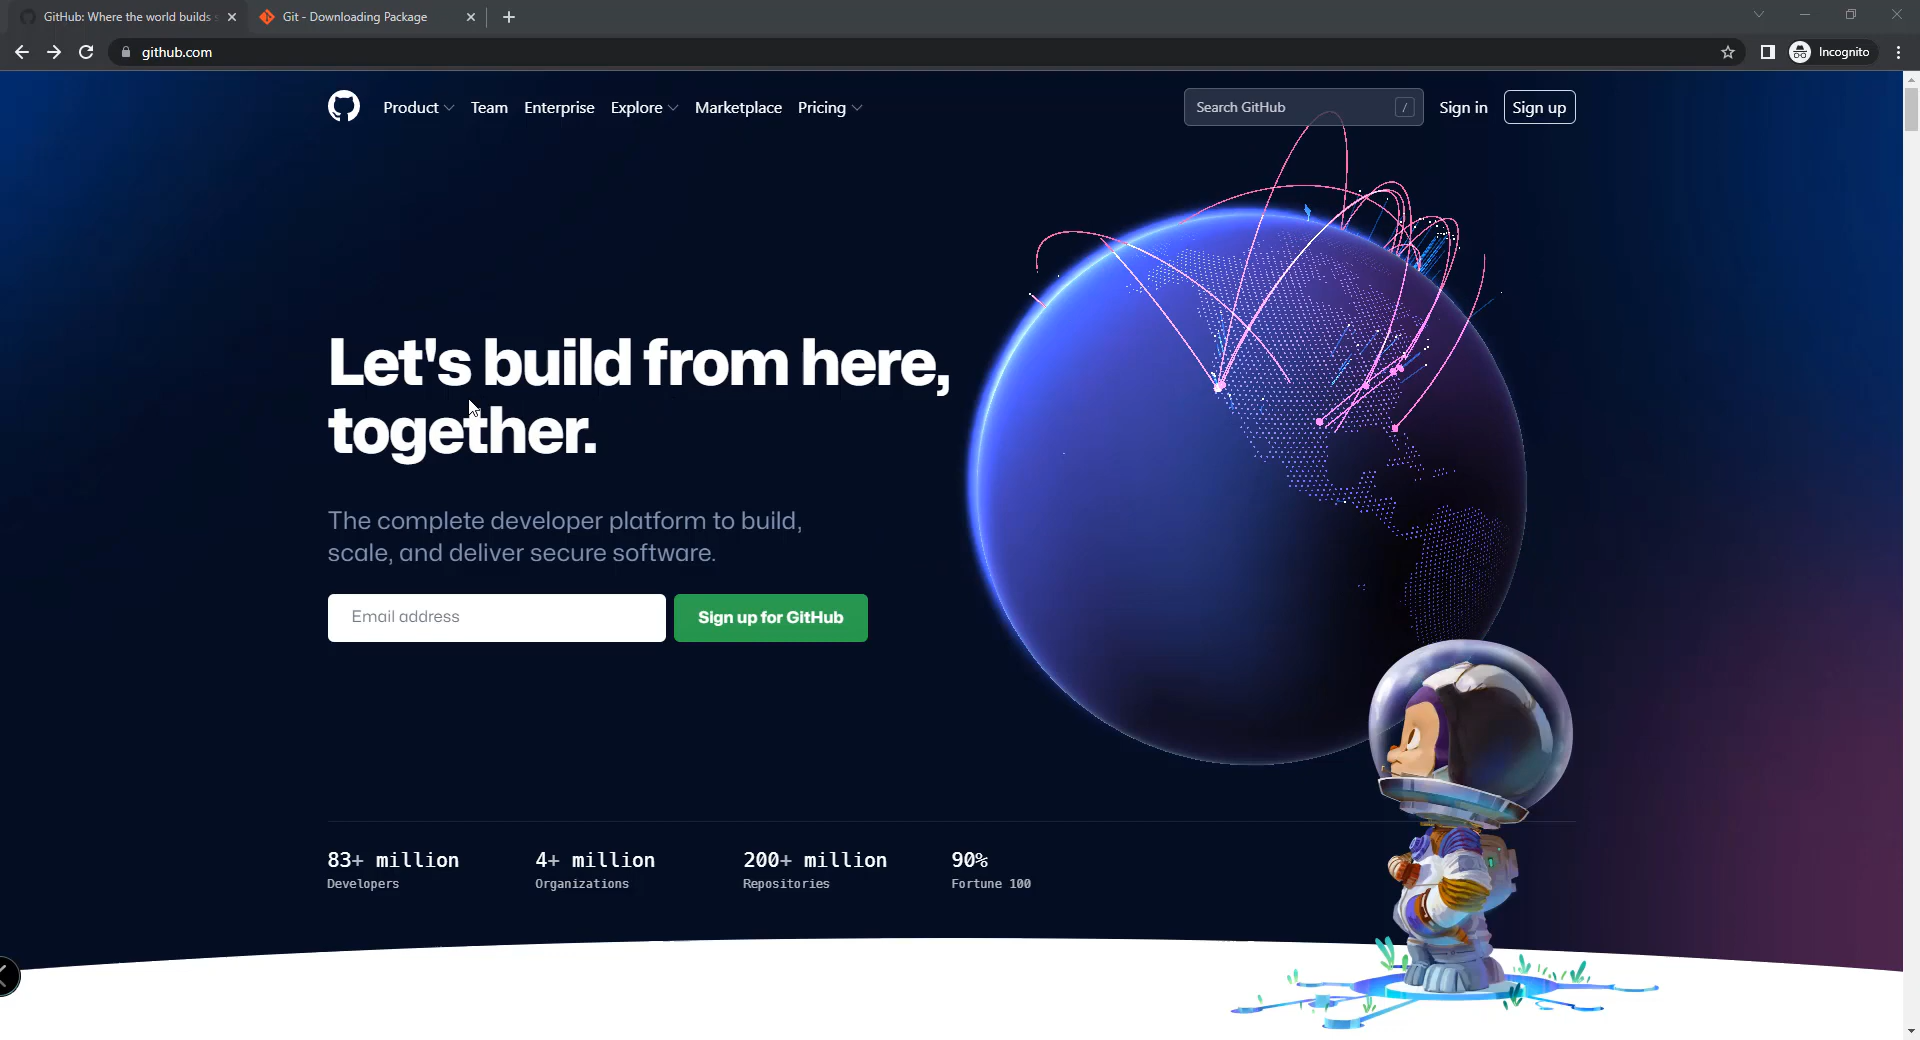 GitHub: Where the world builds s
Git - Downloading Package
github.com
Incognito
Product
Team
Enterprise
Explore
Marketplace
Pricing
Search GitHub
/
Sign in
Sign up
Let's build from here,
together.
The complete developer platform to build,
scale, and deliver secure software.
Email address
Sign up for GitHub
83+ million
Developers
4+ million
Organizations
200+ million
Repositories
90%
Fortune 100